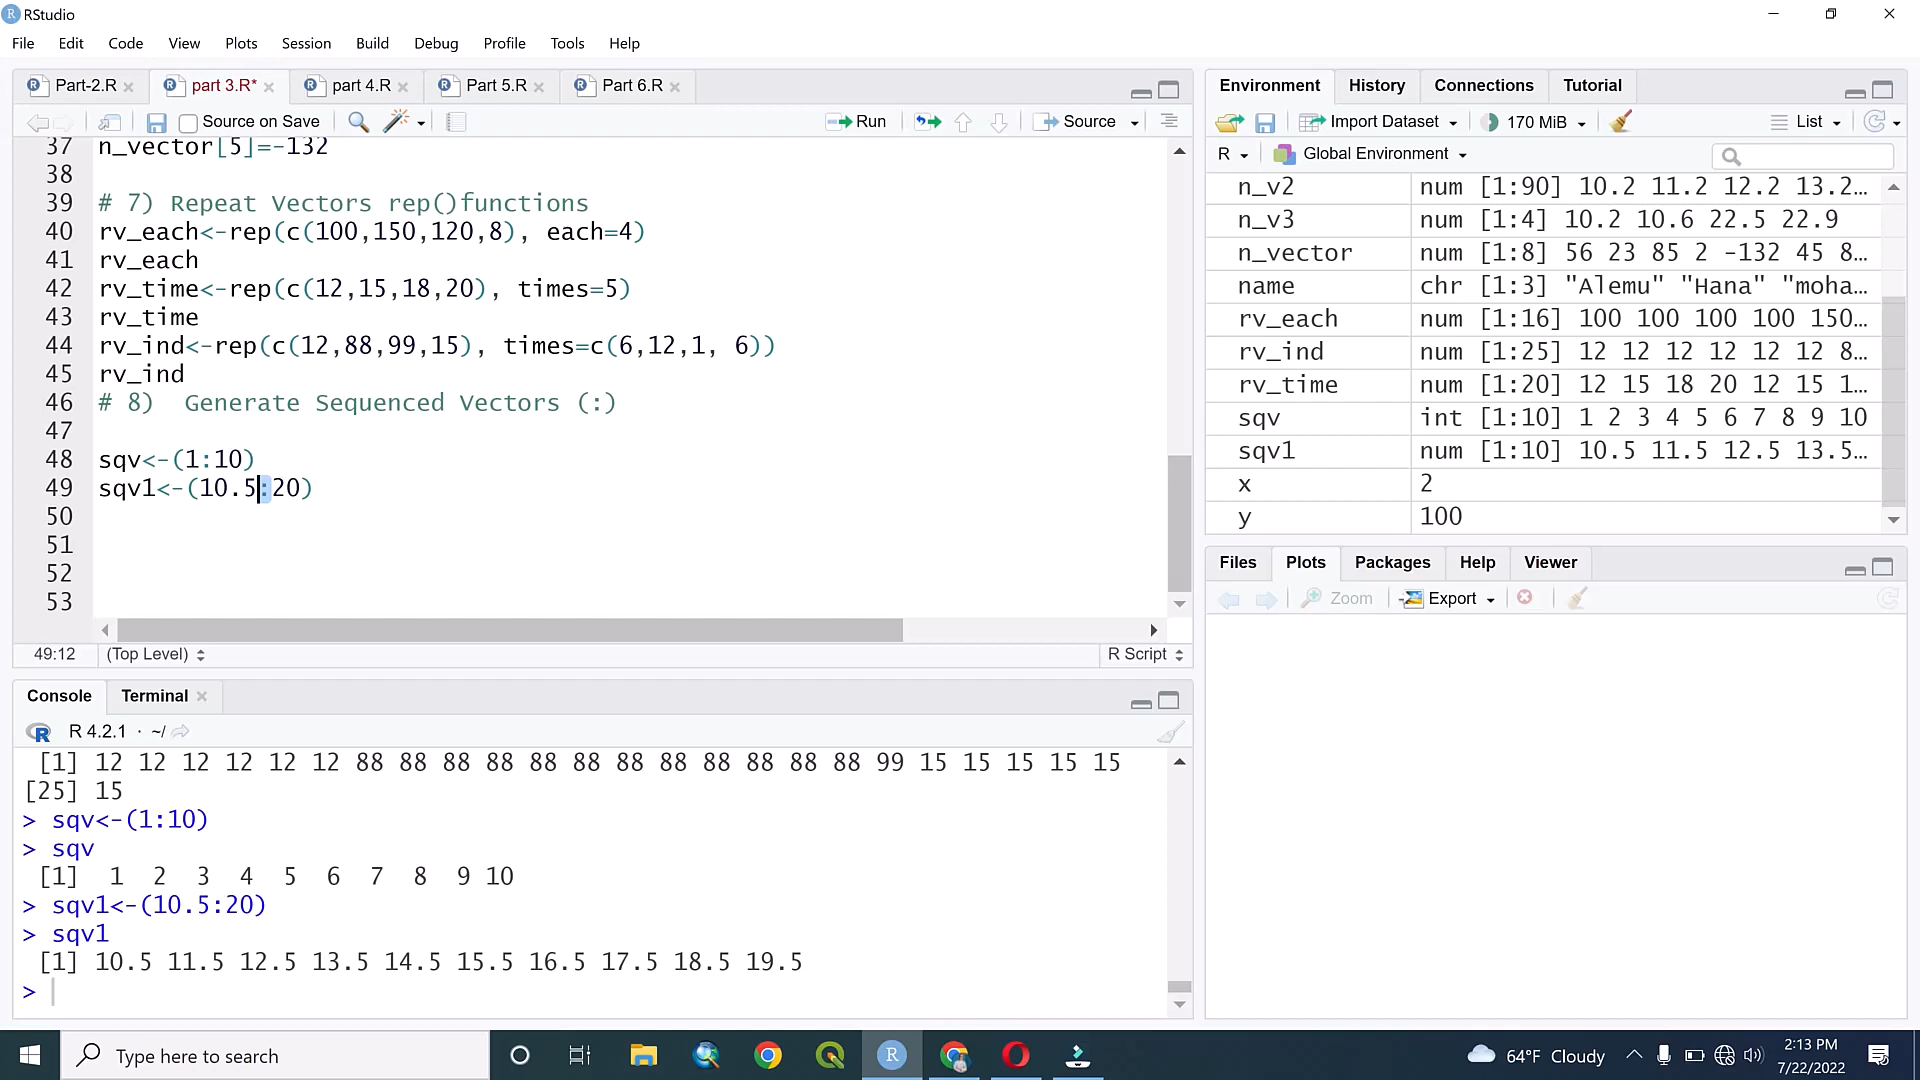 RStudio
File Edit Code View Plots Session Build Debug Profile Tools Help
Part-2.R part 3.R* part 4.R Part 5.R Part 6.R
Source on Save Run Source
37 n_vector[5]=-132
38
39 # 7) Repeat Vectors rep()functions
40 rv_each<-rep(c(100,150,120,8), each=4)
41 rv_each
42 rv_time<-rep(c(12,15,18,20), times=5)
43 rv_time
44 rv_ind<-rep(c(12,88,99,15), times=c(6,12,1, 6))
45 rv_ind
46 # 8)  Generate Sequenced Vectors (:)
47
48 sqv<-(1:10)
49 sqv1<-(10.5:20)
50
51
52
53
49:12 (Top Level) R Script
Console Terminal
R 4.2.1 · ~/
[1] 12 12 12 12 12 12 88 88 88 88 88 88 88 88 88 88 88 88 99 15 15 15 15 15
[25] 15
> sqv<-(1:10)
> sqv
[1]  1  2  3  4  5  6  7  8  9 10
> sqv1<-(10.5:20)
> sqv1
[1] 10.5 11.5 12.5 13.5 14.5 15.5 16.5 17.5 18.5 19.5
>
Environment History Connections Tutorial
Import Dataset 170 MiB List
R Global Environment
n_v2 num [1:90] 10.2 11.2 12.2 13.2…
n_v3 num [1:4] 10.2 10.6 22.5 22.9
n_vector num [1:8] 56 23 85 2 -132 45 8…
name chr [1:3] "Alemu" "Hana" "moha…
rv_each num [1:16] 100 100 100 100 150…
rv_ind num [1:25] 12 12 12 12 12 12 8…
rv_time num [1:20] 12 15 18 20 12 15 1…
sqv int [1:10] 1 2 3 4 5 6 7 8 9 10
sqv1 num [1:10] 10.5 11.5 12.5 13.5…
x 2
y 100
Files Plots Packages Help Viewer
Zoom Export
Type here to search
64°F Cloudy
2:13 PM
7/22/2022